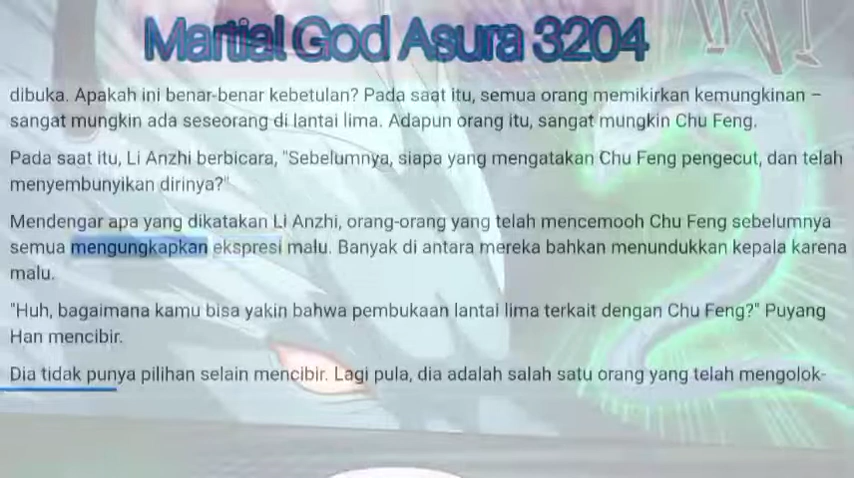 Martial God Asura 3204
dibuka. Apakah ini benar-benar kebetulan? Pada saat itu, semua orang memikirkan kemungkinan –
sangat mungkin ada seseorang di lantai lima. Adapun orang itu, sangat mungkin Chu Feng.
Pada saat itu, Li Anzhi berbicara, "Sebelumnya, siapa yang mengatakan Chu Feng pengecut, dan telah
menyembunyikan dirinya?"
Mendengar apa yang dikatakan Li Anzhi, orang-orang yang telah mencemooh Chu Feng sebelumnya
semua mengungkapkan ekspresi malu. Banyak di antara mereka bahkan menundukkan kepala karena
malu.
"Huh, bagaimana kamu bisa yakin bahwa pembukaan lantai lima terkait dengan Chu Feng?" Puyang
Han mencibir.
Dia tidak punya pilihan selain mencibir. Lagi pula, dia adalah salah satu orang yang telah mengolok-